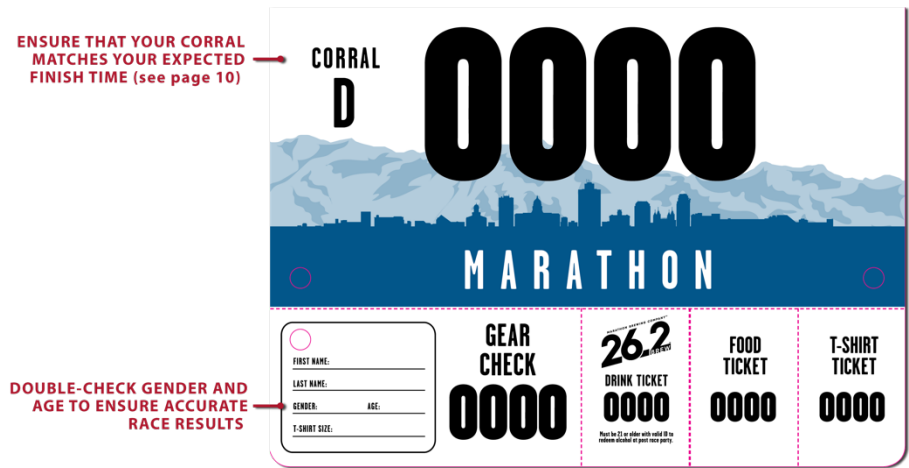 ENSURE THAT YOUR CORRAL
MATCHES YOUR EXPECTED
FINISH TIME (see page 10)
CORRAL
D
0000
MARATHON
DOUBLE-CHECK GENDER AND
AGE TO ENSURE ACCURATE
RACE RESULTS
FIRST NAME:
LAST NAME:
GENDER: AGE:
T-SHIRT SIZE:
GEAR
CHECK
0000
MARATHON BREWING COMPANY
26.2
BREW
DRINK TICKET
0000
Must be 21 or older with valid ID to
redeem alcohol at post race party.
FOOD
TICKET
0000
T-SHIRT
TICKET
0000